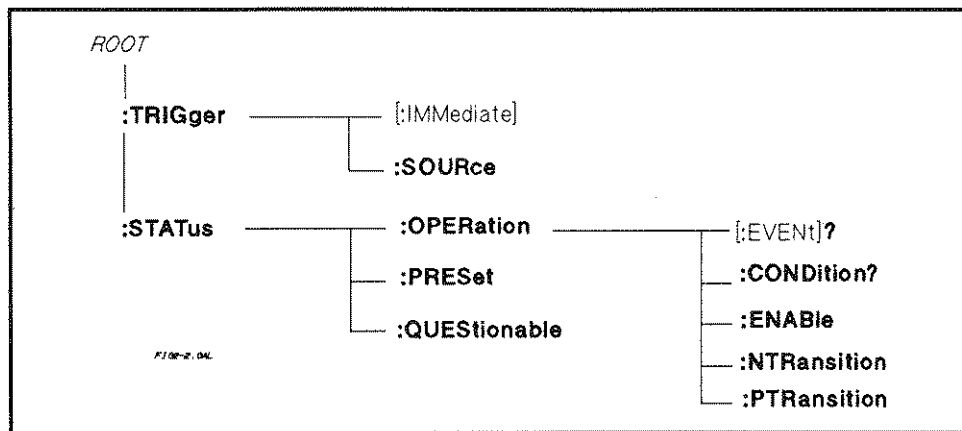 ROOT
:TRIGger [:IMMediate]
:SOURce
:STATus :OPERation [:EVENt]?
:CONDition?
:PRESet
:ENABle
:QUEStionable
:NTRansition
:PTRansition